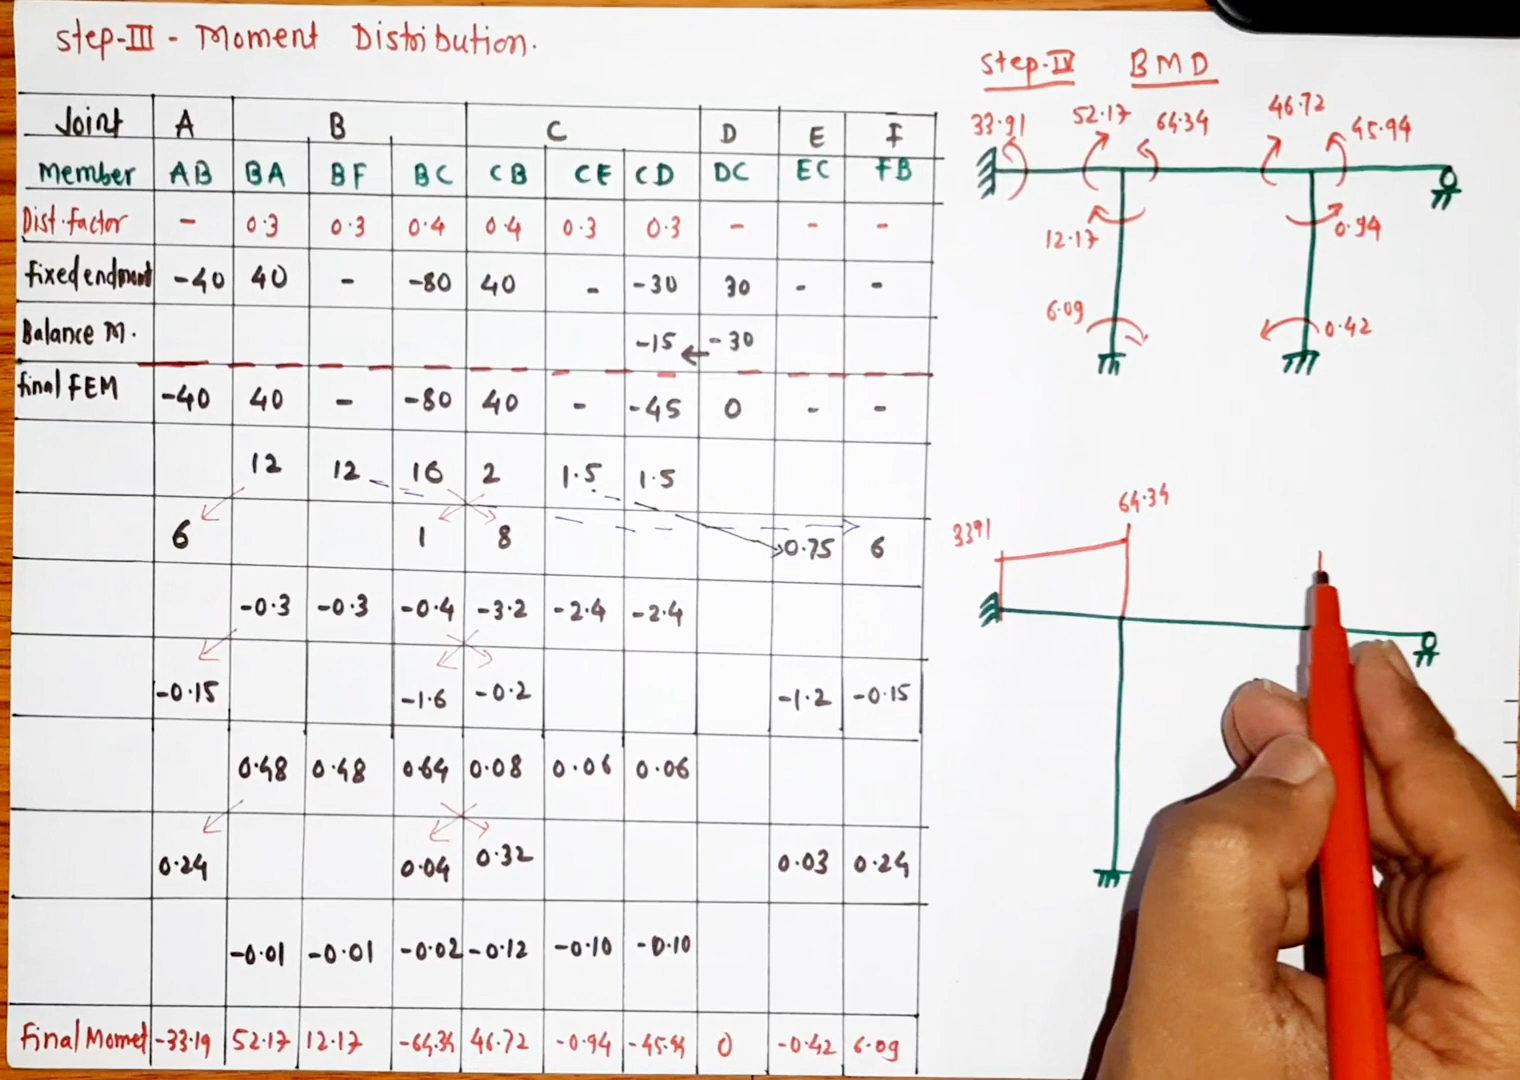 Step-III - Moment Distribution.
Joint A B C D E F
Member AB BA BF BC CB CE CD DC EC FB
Dist. factor - 0.3 0.3 0.4 0.4 0.3 0.3 - - -
fixed end - 40 40 - -80 40 - -30 30 - -
Balance M. -15 -30
final FEM -40 40 - -80 40 - -45 0 - -
12 12 16 2 1.5 1.5
6 1 8 0.75 6
-0.3 -0.3 -0.4 -3.2 -2.4 -2.4
-0.15 -1.6 -0.2 -1.2 -0.15
0.48 0.48 0.64 0.08 0.06 0.06
0.24 0.04 0.32 0.03 0.24
-0.01 -0.01 -0.02 -0.12 -0.10 -0.10
Final Momet -33.19 52.17 12.17 -64.34 46.72 -0.94 -45.94 0 -0.42 6.09
Step-IV BMD
33.91 52.17 64.34 46.72 45.94
12.17 0.94
6.09 0.42
3391 64.34